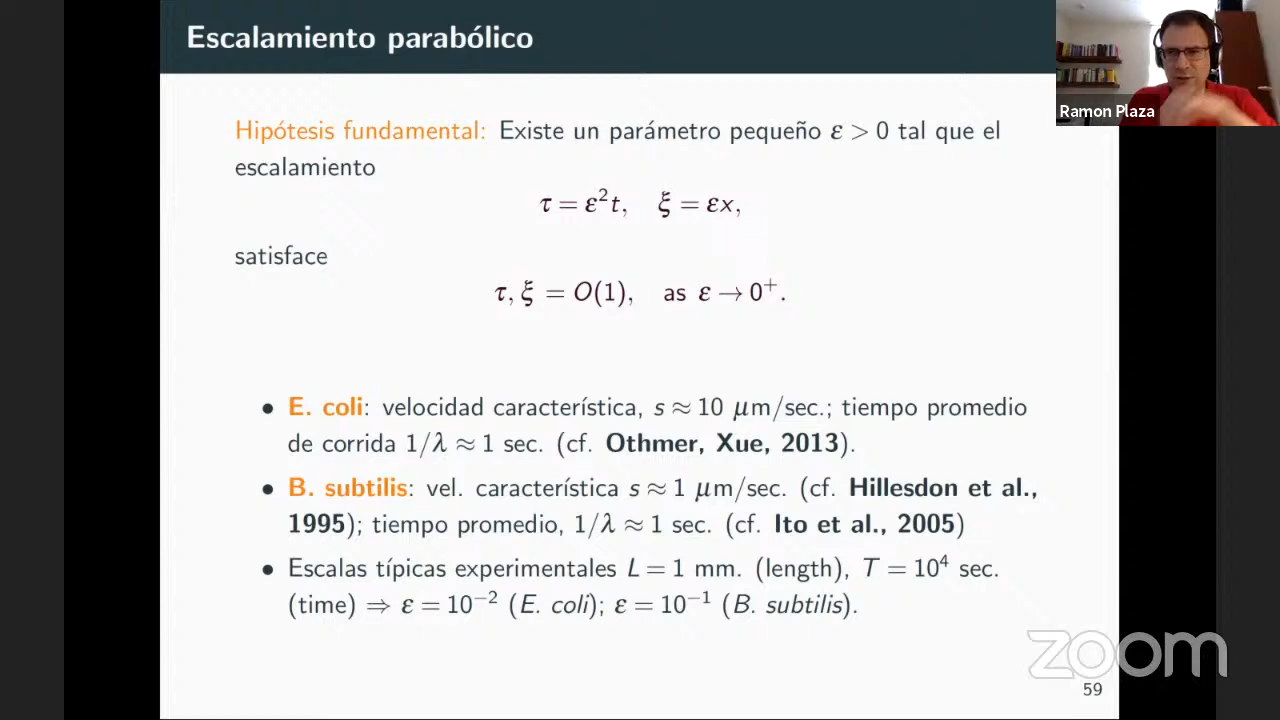 Escalamiento parabólico
Ramon Plaza
Hipótesis fundamental: Existe un parámetro pequeño ε > 0 tal que el
escalamiento
τ = ε²t, ξ = εx,
satisface
τ, ξ = O(1), as ε → 0⁺.
• E. coli: velocidad característica, s ≈ 10 μm/sec.; tiempo promedio
de corrida 1/λ ≈ 1 sec. (cf. Othmer, Xue, 2013).
• B. subtilis: vel. característica s ≈ 1 μm/sec. (cf. Hillesdon et al.,
1995); tiempo promedio, 1/λ ≈ 1 sec. (cf. Ito et al., 2005)
• Escalas típicas experimentales L = 1 mm. (length), T = 10⁴ sec.
(time) ⇒ ε = 10⁻² (E. coli); ε = 10⁻¹ (B. subtilis).
zoom
59